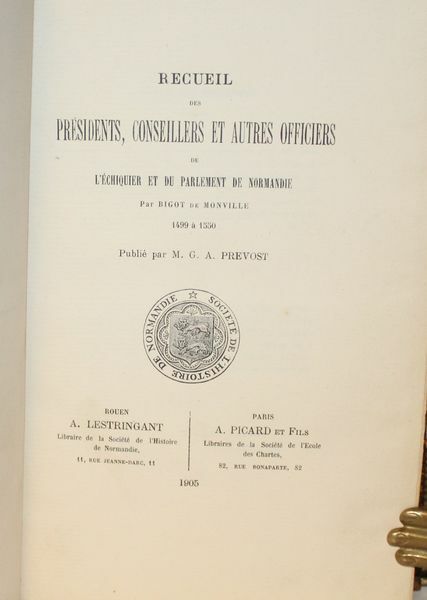 RECUEIL
DES
PRÉSIDENTS, CONSEILLERS ET AUTRES OFFICIERS
DE
L'ÉCHIQUIER ET DU PARLEMENT DE NORMANDIE
Par BIGOT DE MONVILLE
1499 à 1550
Publié par M. G. A. PREVOST
SOCIÉTÉ DE L'HISTOIRE DE NORMANDIE
ROUEN
A. LESTRINGANT
Libraire de la Société de l'Histoire
de Normandie,
11, RUE JEANNE-DARC, 11
PARIS
A. PICARD ET FILS
Libraires de la Société de l'Ecole
des Chartes,
82, RUE BONAPARTE, 82
1905